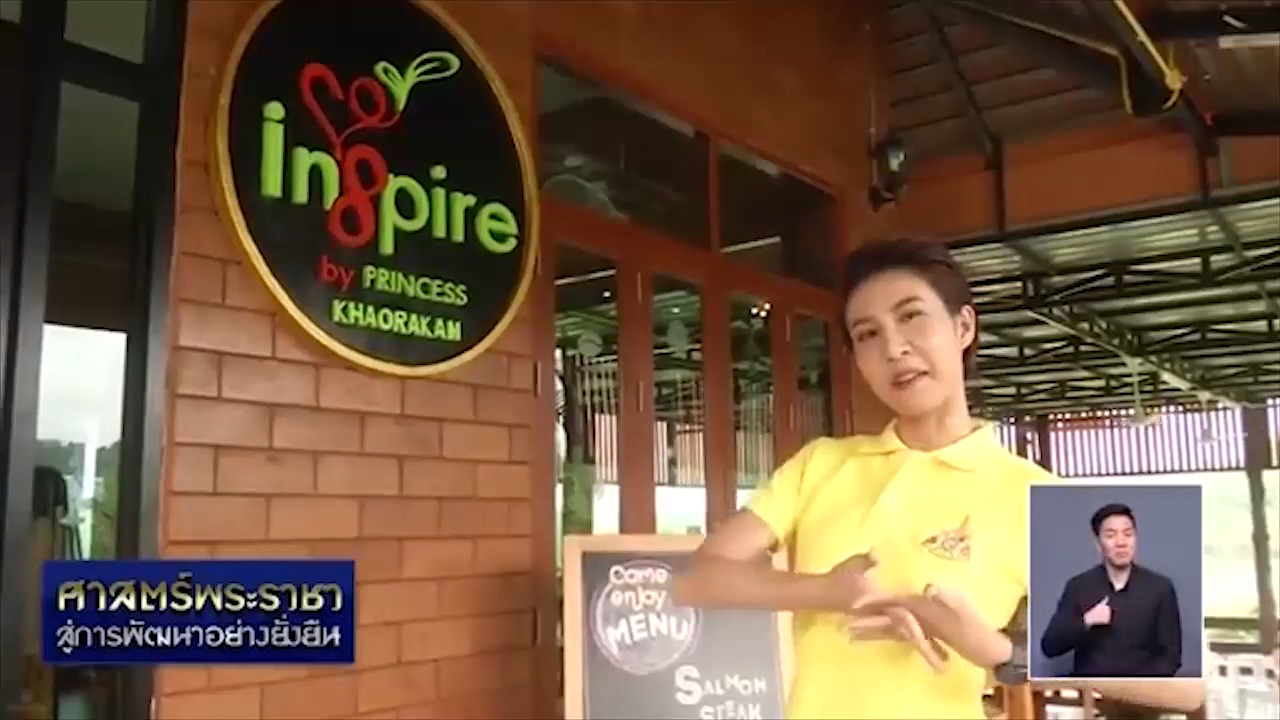 inspire
by PRINCESS
KHAORAKAM
Come
enjoy
MENU
SALMON
STEAK
ศาสตร์พระราชา
สู่การพัฒนาอย่างยั่งยืน